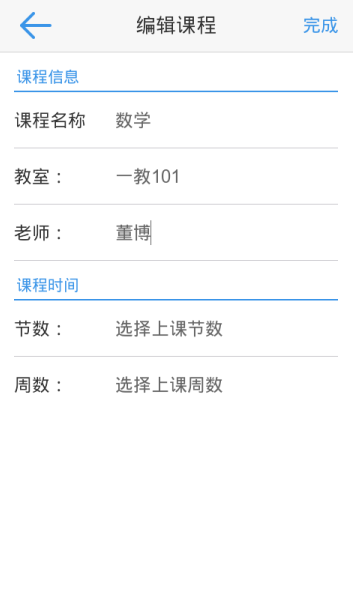 编辑课程 完成
课程信息
课程名称 数学
教室： 一教101
老师： 董博
课程时间
节数： 选择上课节数
周数： 选择上课周数